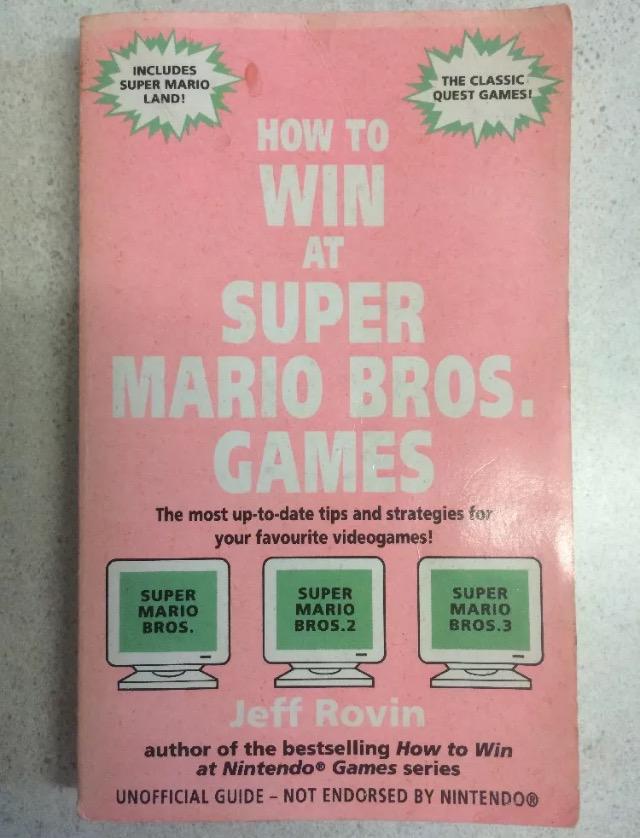 INCLUDES
SUPER MARIO
LAND!
THE CLASSIC
QUEST GAMES!
HOW TO
WIN
AT
SUPER
MARIO BROS.
GAMES
The most up-to-date tips and strategies for
your favourite videogames!
SUPER
MARIO
BROS.
SUPER
MARIO
BROS.2
SUPER
MARIO
BROS.3
Jeff Rovin
author of the bestselling How to Win
at Nintendo® Games series
UNOFFICIAL GUIDE – NOT ENDORSED BY NINTENDO®